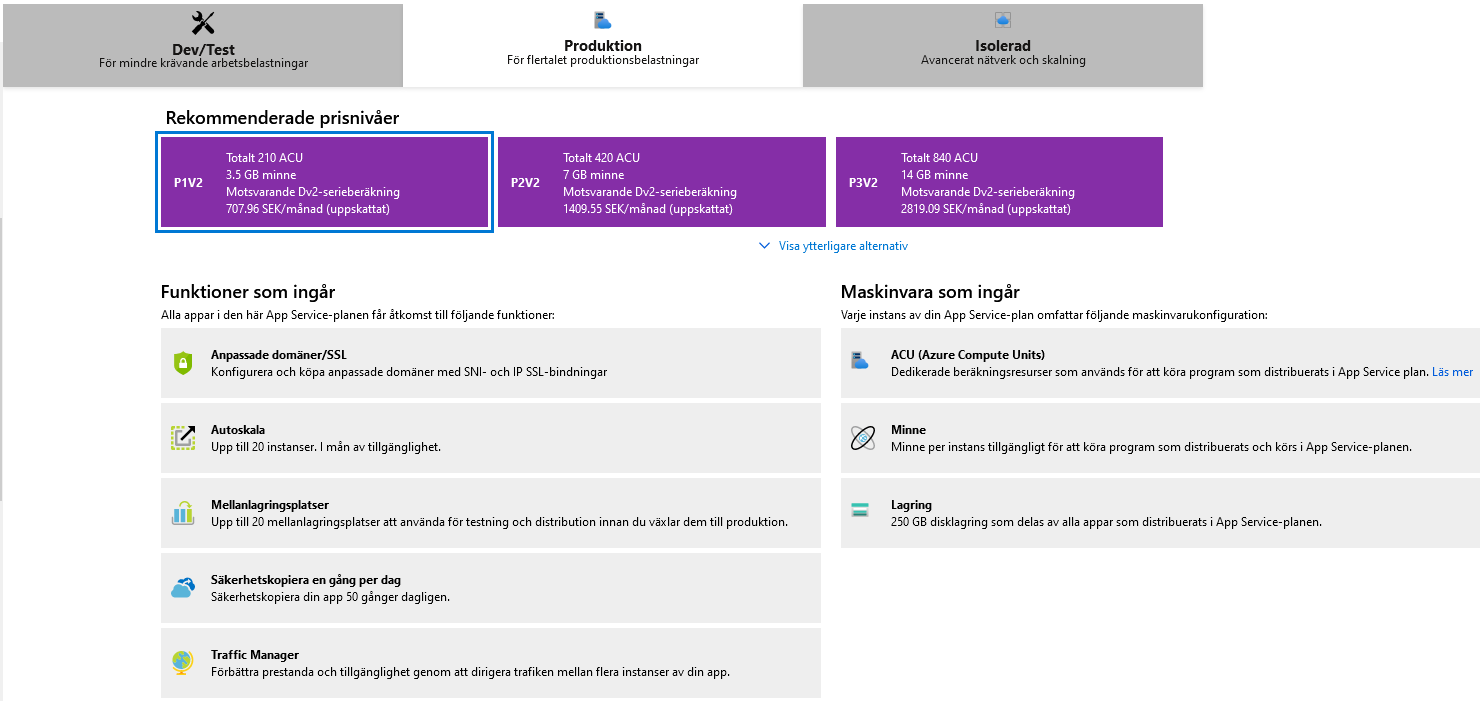 Dev/Test
För mindre krävande arbetsbelastningar
Produktion
För flertalet produktionsbelastningar
Isolerad
Avancerat nätverk och skalning
Rekommenderade prisnivåer
P1V2
Totalt 210 ACU
3.5 GB minne
Motsvarande Dv2-serieberäkning
707.96 SEK/månad (uppskattat)
P2V2
Totalt 420 ACU
7 GB minne
Motsvarande Dv2-serieberäkning
1409.55 SEK/månad (uppskattat)
P3V2
Totalt 840 ACU
14 GB minne
Motsvarande Dv2-serieberäkning
2819.09 SEK/månad (uppskattat)
Visa ytterligare alternativ
Funktioner som ingår
Alla appar i den här App Service-planen får åtkomst till följande funktioner:
Anpassade domäner/SSL
Konfigurera och köpa anpassade domäner med SNI- och IP SSL-bindningar
Autoskala
Upp till 20 instanser. I mån av tillgänglighet.
Mellanlagringsplatser
Upp till 20 mellanlagringsplatser att använda för testning och distribution innan du växlar dem till produktion.
Säkerhetskopiera en gång per dag
Säkerhetskopiera din app 50 gånger dagligen.
Traffic Manager
Förbättra prestanda och tillgänglighet genom att dirigera trafiken mellan flera instanser av din app.
Maskinvara som ingår
Varje instans av din App Service-plan omfattar följande maskinvarukonfiguration:
ACU (Azure Compute Units)
Dedikerade beräkningsresurser som används för att köra program som distribuerats i App Service plan. Läs mer
Minne
Minne per instans tillgängligt för att köra program som distribuerats och körs i App Service-planen.
Lagring
250 GB disklagring som delas av alla appar som distribuerats i App Service-planen.